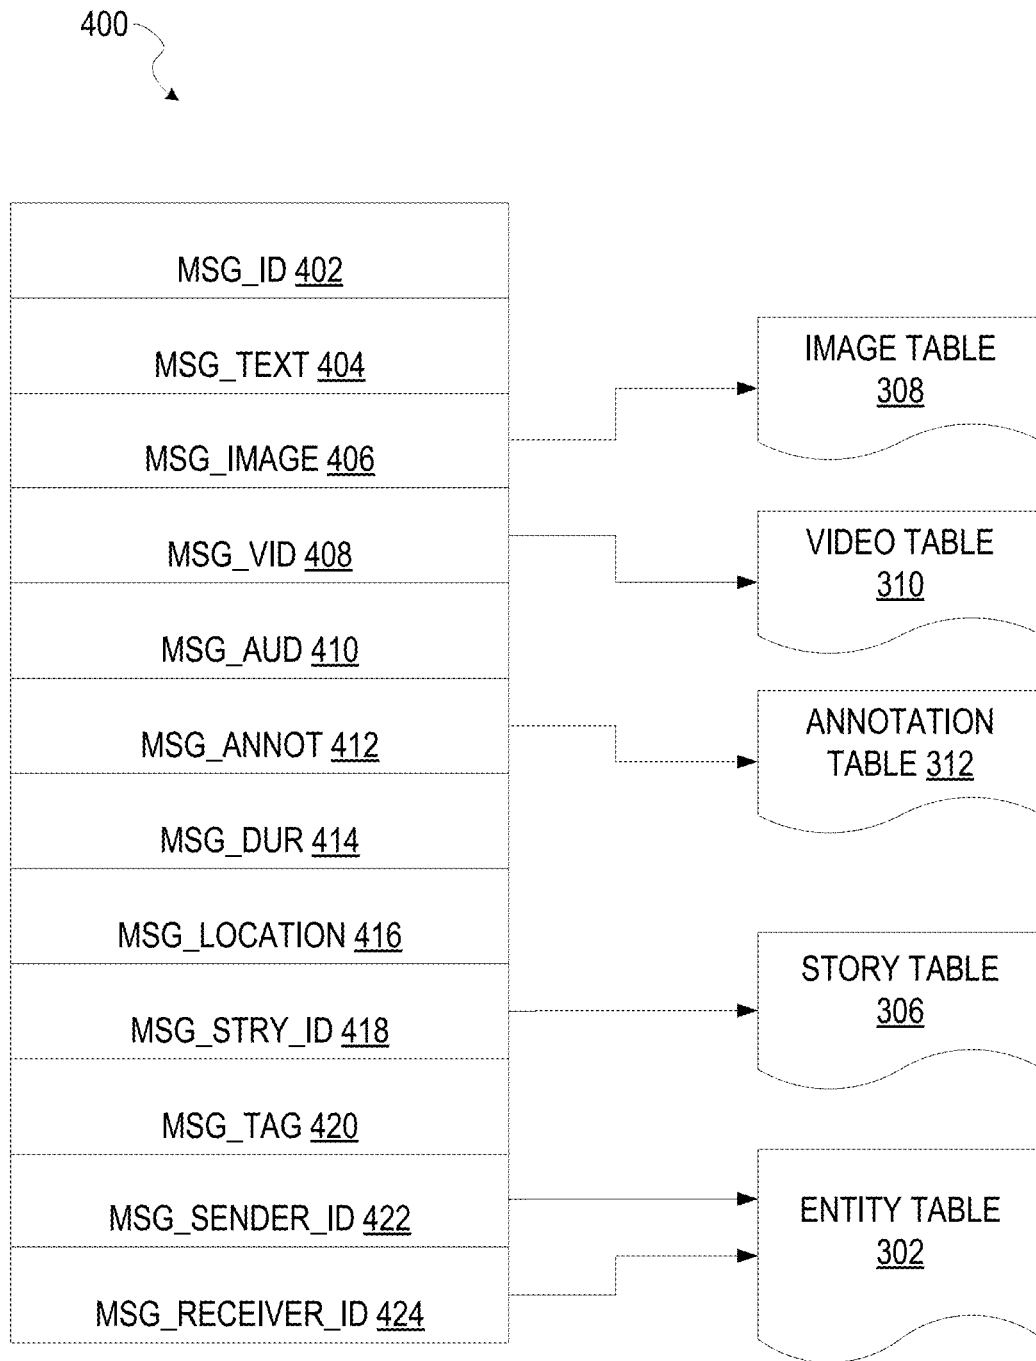 400
MSG_ID 402
MSG_TEXT 404
MSG_IMAGE 406
MSG_VID 408
MSG_AUD 410
MSG_ANNOT 412
MSG_DUR 414
MSG_LOCATION 416
MSG_STRY_ID 418
MSG_TAG 420
MSG_SENDER_ID 422
MSG_RECEIVER_ID 424
IMAGE TABLE
308
VIDEO TABLE
310
ANNOTATION
TABLE 312
STORY TABLE
306
ENTITY TABLE
302